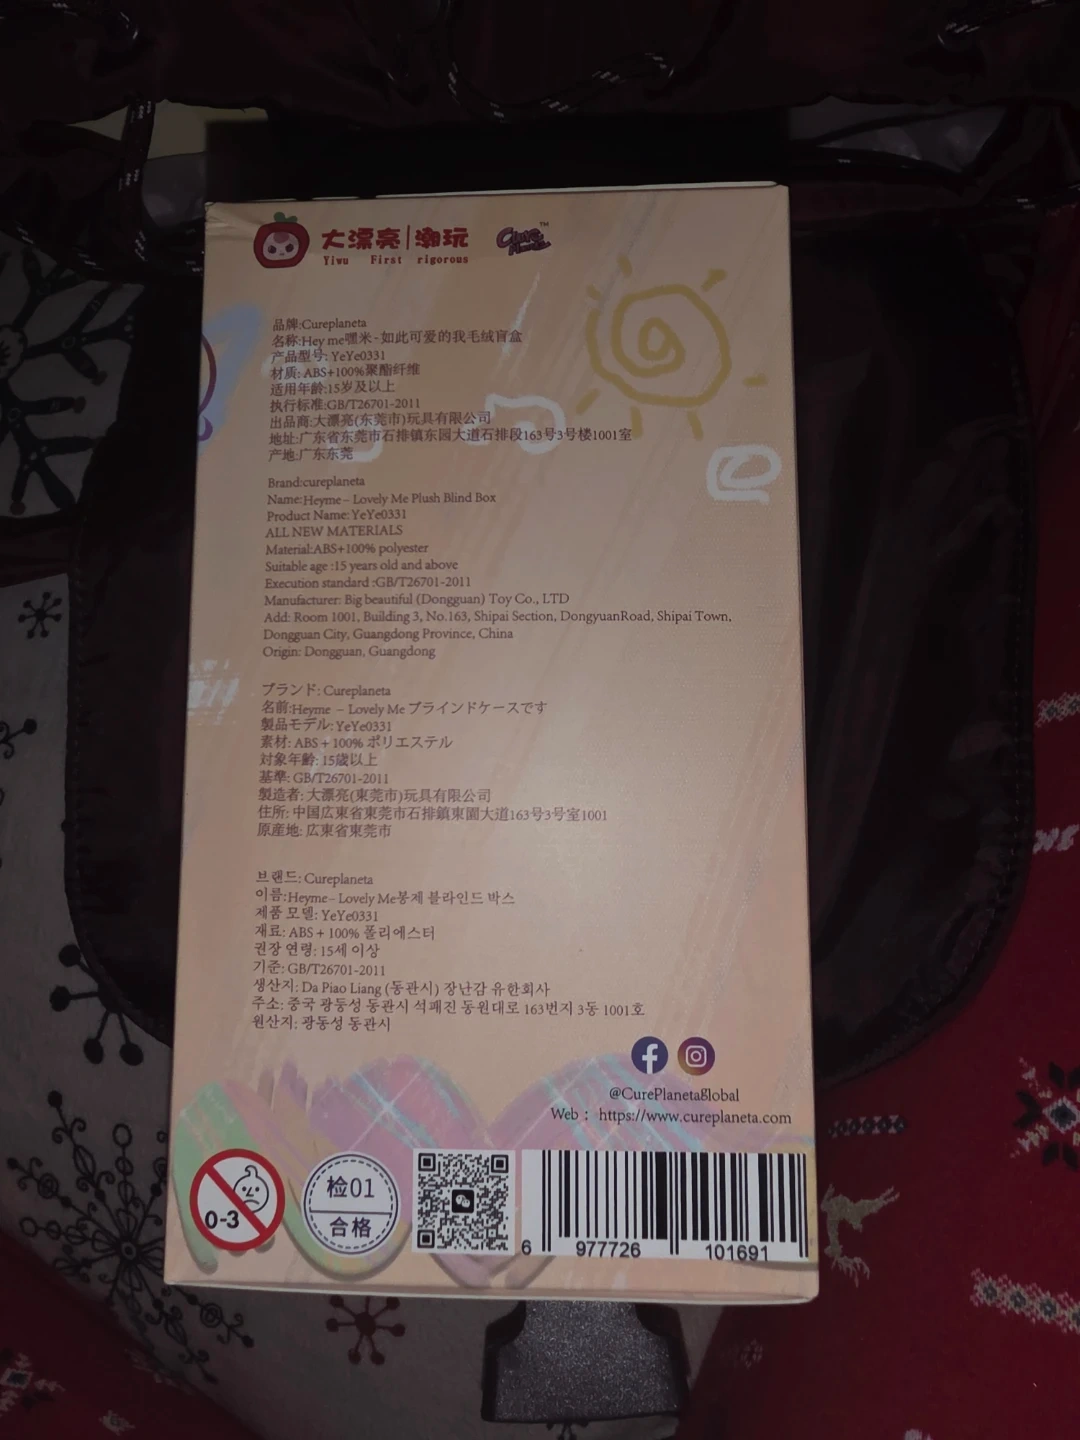 大漂亮|潮玩
Yiwu First rigorous
TM
品牌:Cureplaneta
名称:Hey me嘿米-如此可爱的我毛绒盲盒
产品型号: YeYe0331
材质: ABS+100%聚酯纤维
适用年龄:15岁及以上
执行标准:GB/T26701-2011
出品商:大漂亮(东莞市)玩具有限公司
地址:广东省东莞市石排镇东园大道石排段163号3号楼1001室
产地:广东东莞
Brand:cureplaneta
Name:Heyme – Lovely Me Plush Blind Box
Product Name: YeYe0331
ALL NEW MATERIALS
Material:ABS+100% polyester
Suitable age :15 years old and above
Execution standard :GB/T26701-2011
Manufacturer: Big beautiful (Dongguan) Toy Co., LTD
Add: Room 1001, Building 3, No.163, Shipai Section, DongyuanRoad, Shipai Town,
Dongguan City, Guangdong Province, China
Origin: Dongguan, Guangdong
ブランド: Cureplaneta
名前:Heyme – Lovely Me ブラインドケースです
製品モデル: YeYe0331
素材: ABS + 100% ポリエステル
対象年齢: 15歳以上
基準: GB/T26701-2011
製造者: 大漂亮(東莞市)玩具有限公司
住所: 中国広東省東莞市石排鎮東園大道163号3号室1001
原産地: 広東省東莞市
브랜드: Cureplaneta
이름:Heyme– Lovely Me봉제 블라인드 박스
제품 모델: YeYe0331
재료: ABS + 100% 폴리에스터
권장 연령: 15세 이상
기준: GB/T26701-2011
생산지: Da Piao Liang (동관시) 장난감 유한회사
주소: 중국 광둥성 동관시 석패진 동원대로 163번지 3동 1001호
원산지: 광동성 동관시
@CurePlanetaglobal
Web： https://www.cureplaneta.com
0-3
检01
合格
6 977726 101691